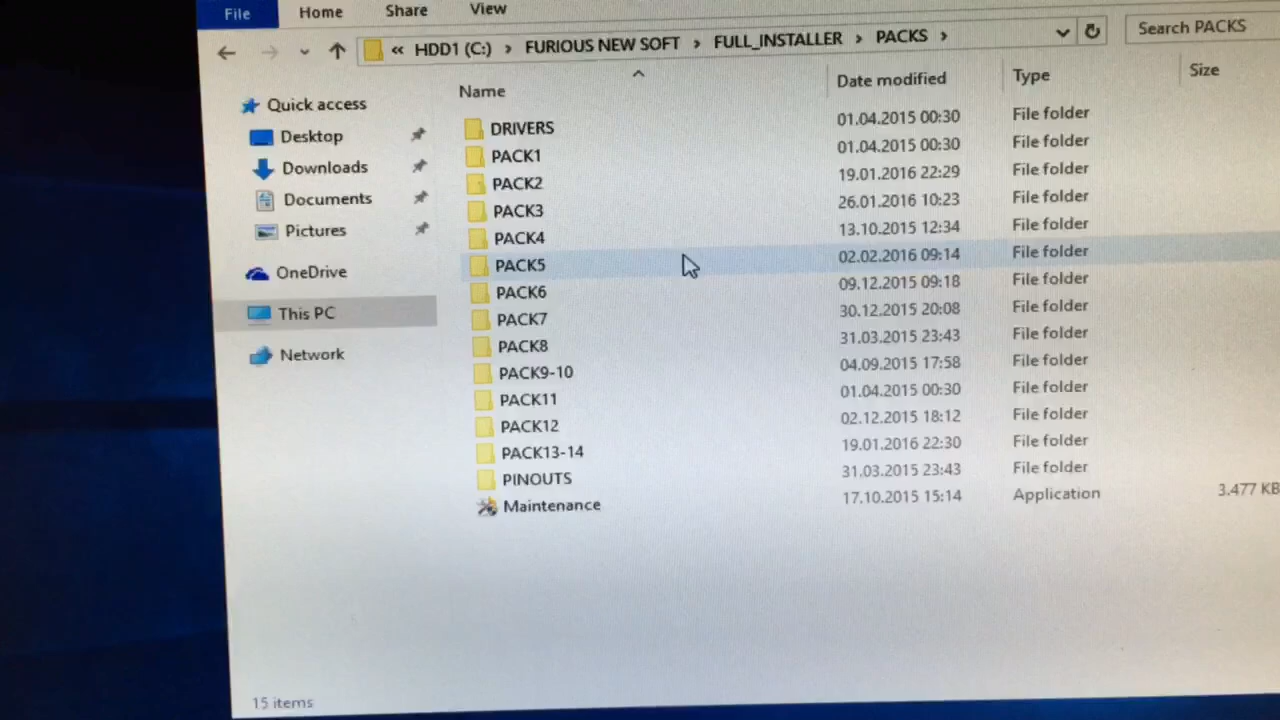 File Home Share View
« HDD1 (C:) › FURIOUS NEW SOFT › FULL_INSTALLER › PACKS › Search PACKS
Name Date modified Type Size
Quick access
Desktop
Downloads
Documents
Pictures
OneDrive
This PC
Network
DRIVERS 01.04.2015 00:30 File folder
PACK1 01.04.2015 00:30 File folder
PACK2 19.01.2016 22:29 File folder
PACK3 26.01.2016 10:23 File folder
PACK4 13.10.2015 12:34 File folder
PACK5 02.02.2016 09:14 File folder
PACK6 09.12.2015 09:18 File folder
PACK7 30.12.2015 20:08 File folder
PACK8 31.03.2015 23:43 File folder
PACK9-10 04.09.2015 17:58 File folder
PACK11 01.04.2015 00:30 File folder
PACK12 02.12.2015 18:12 File folder
PACK13-14 19.01.2016 22:30 File folder
PINOUTS 31.03.2015 23:43 File folder
Maintenance 17.10.2015 15:14 Application 3.477 KB
15 items